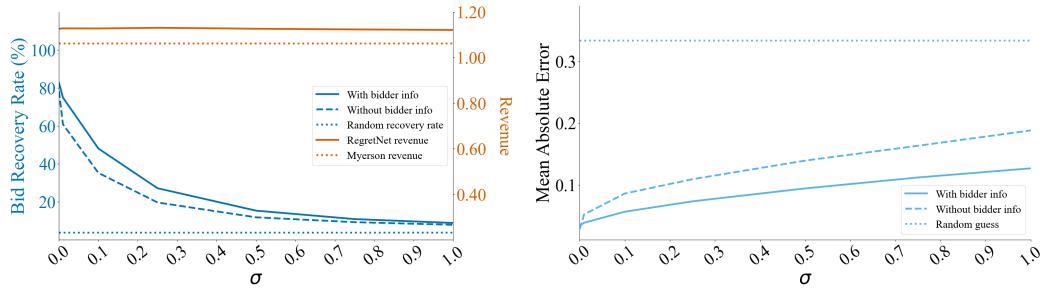 Bid Recovery Rate (%)
100
80
60
40
20
1.20
1.00
0.80
0.60
0.40
Revenue
With bidder info
Without bidder info
Random recovery rate
RegretNet revenue
Myerson revenue
0.0 0.1 0.2 0.3 0.4 0.5 0.6 0.7 0.8 0.9 1.0
σ
Mean Absolute Error
0.3
0.2
0.1
With bidder info
Without bidder info
Random guess
0.0 0.1 0.2 0.3 0.4 0.5 0.6 0.7 0.8 0.9 1.0
σ